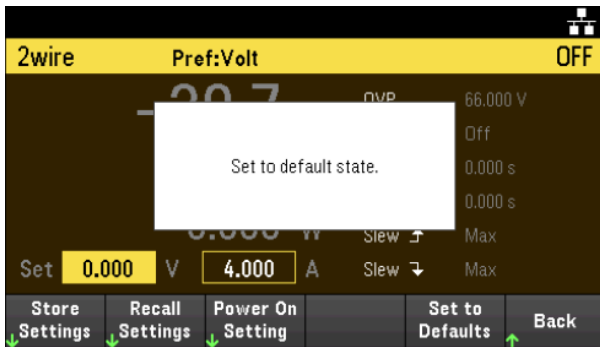 2wire Pref:Volt OFF
OVP 66.000 V
Set to default state.
Off
0.000 s
0.000 s
W Slew Max
Set 0.000 V 4.000 A Slew Max
Store Settings
Recall Settings
Power On Setting
Set to Defaults
Back